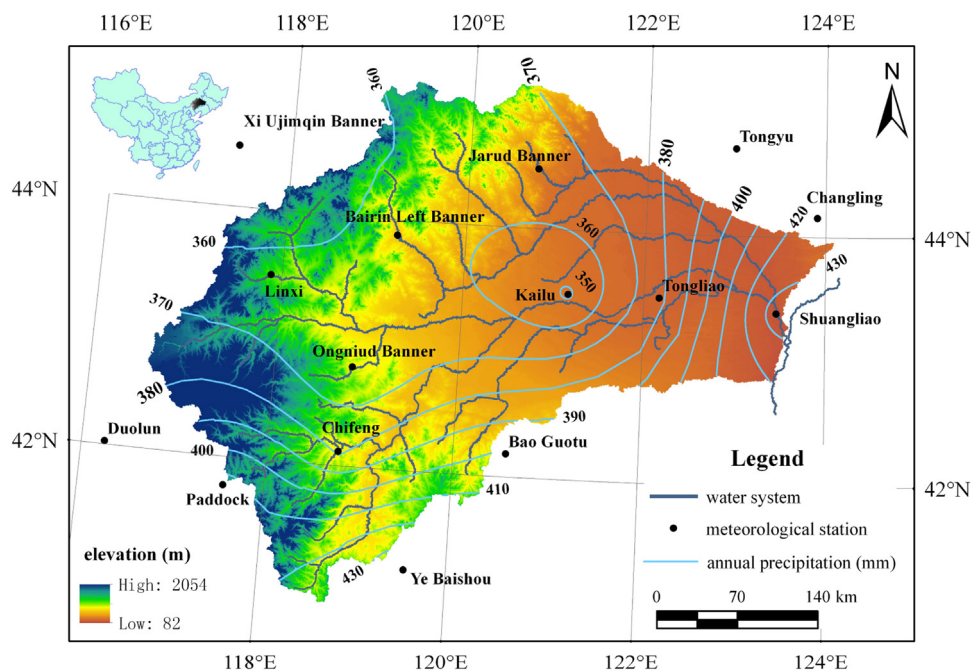 116°E 118°E 120°E 122°E 124°E
N
360
370
Xi Ujimqin Banner
Tongyu
Jarud Banner
380
44°N
Changling
400
Bairin Left Banner
420
360
360
44°N
430
Linxi
350
Kailu
Tongliao
370
Shuangliao
Ongniud Banner
380
390
Duolun
Chifeng
42°N
Bao Guotu
400
Legend
Paddock
410
42°N
water system
meteorological station
elevation (m)
430
Ye Baishou
annual precipitation (mm)
High: 2054
Low: 82
0 70 140 km
118°E 120°E 122°E 124°E